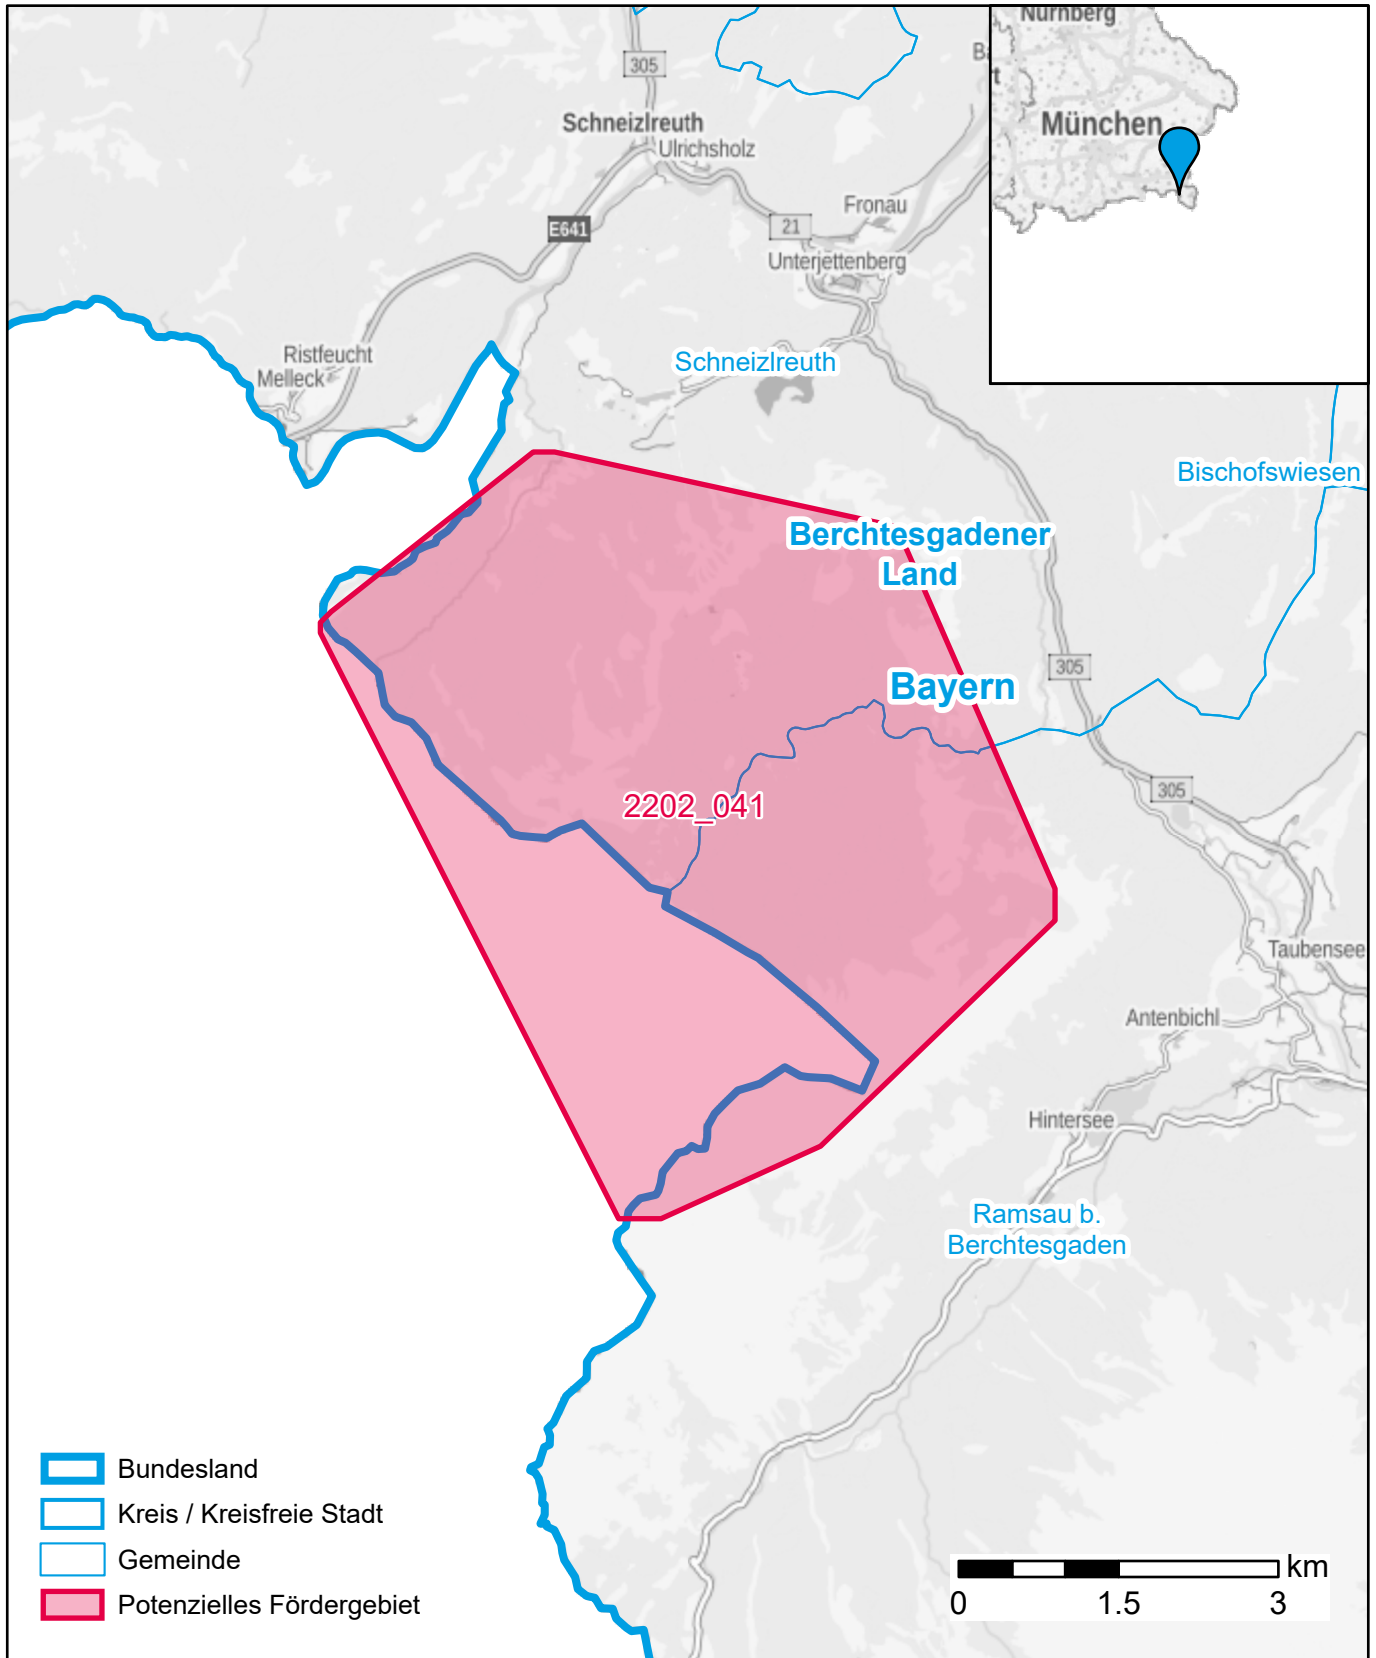 Nürnberg
München
305
Schneizlreuth
Ulrichsholz
Fronau
E641
21
Unterjettenberg
Ristfeucht
Melleck
Schneizlreuth
Bischofswiesen
Berchtesgadener
Land
305
Bayern
305
2202_041
Taubensee
Antenbichl
Hintersee
Ramsau b.
Berchtesgaden
Bundesland
Kreis / Kreisfreie Stadt
Gemeinde
Potenzielles Fördergebiet
km
0 1.5 3